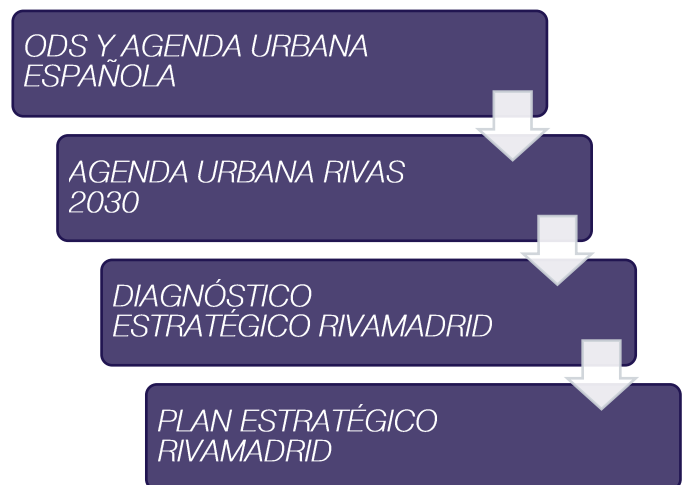 ODS Y AGENDA URBANA
ESPAÑOLA
AGENDA URBANA RIVAS
2030
DIAGNÓSTICO
ESTRATÉGICO RIVAMADRID
PLAN ESTRATÉGICO
RIVAMADRID